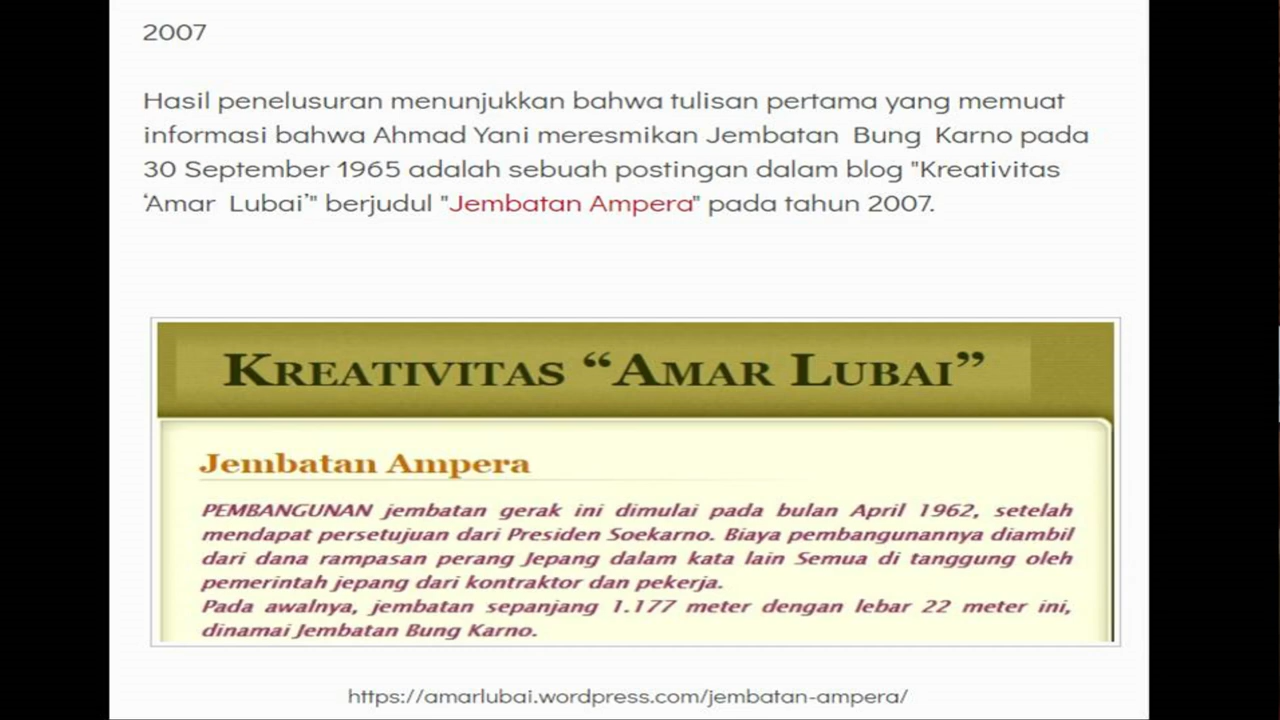 2007
Hasil penelusuran menunjukkan bahwa tulisan pertama yang memuat
informasi bahwa Ahmad Yani meresmikan Jembatan Bung Karno pada
30 September 1965 adalah sebuah postingan dalam blog "Kreativitas
‘Amar Lubai’" berjudul "Jembatan Ampera" pada tahun 2007.
KREATIVITAS “AMAR LUBAI”
Jembatan Ampera
PEMBANGUNAN jembatan gerak ini dimulai pada bulan April 1962, setelah
mendapat persetujuan dari Presiden Soekarno. Biaya pembangunannya diambil
dari dana rampasan perang Jepang dalam kata lain Semua di tanggung oleh
pemerintah jepang dari kontraktor dan pekerja.
Pada awalnya, jembatan sepanjang 1.177 meter dengan lebar 22 meter ini,
dinamai Jembatan Bung Karno.
https://amarlubai.wordpress.com/jembatan-ampera/